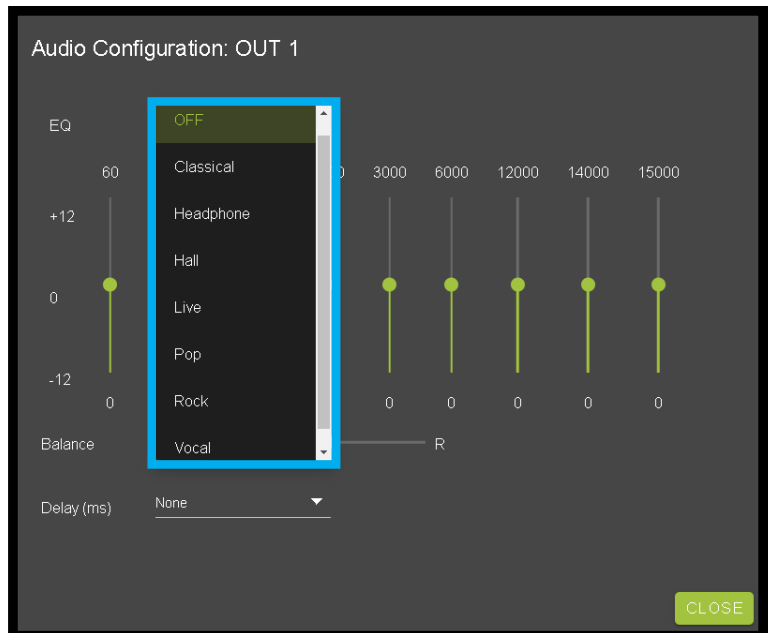 Audio Configuration: OUT 1
EQ
OFF
60
Classical
3000 6000 12000 14000 15000
+12
Headphone
Hall
0
Live
Pop
-12
Rock
0
0 0 0 0 0
Balance
Vocal
R
Delay (ms)
None
CLOSE